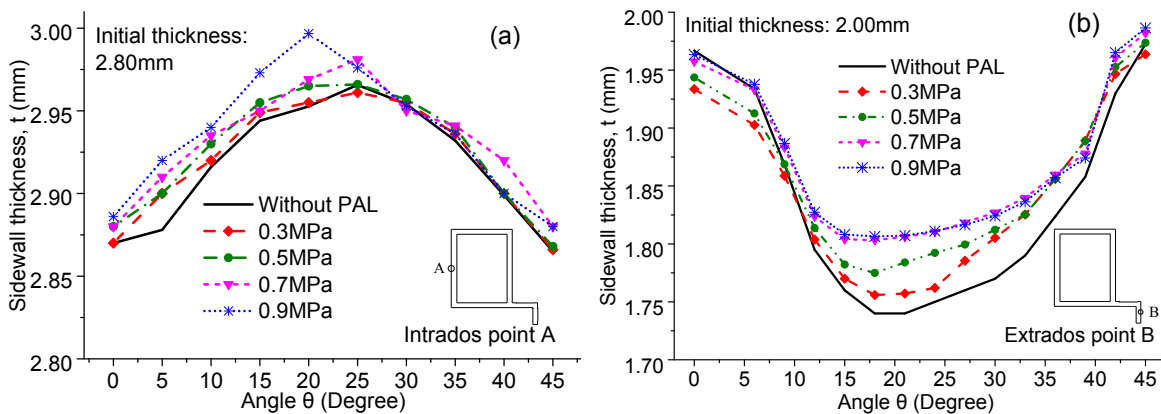 (a)
Initial thickness:
2.80mm
Sidewall thickness, t (mm)
3.00
2.95
2.90
2.85
2.80
Without PAL
0.3MPa
0.5MPa
0.7MPa
0.9MPa
A
Intrados point A
0 5 10 15 20 25 30 35 40 45
Angle θ (Degree)
(b)
Initial thickness: 2.00mm
Sidewall thickness, t (mm)
2.00
1.95
1.90
1.85
1.80
1.75
1.70
Without PAL
0.3MPa
0.5MPa
0.7MPa
0.9MPa
B
Extrados point B
0 5 10 15 20 25 30 35 40 45
Angle θ (Degree)